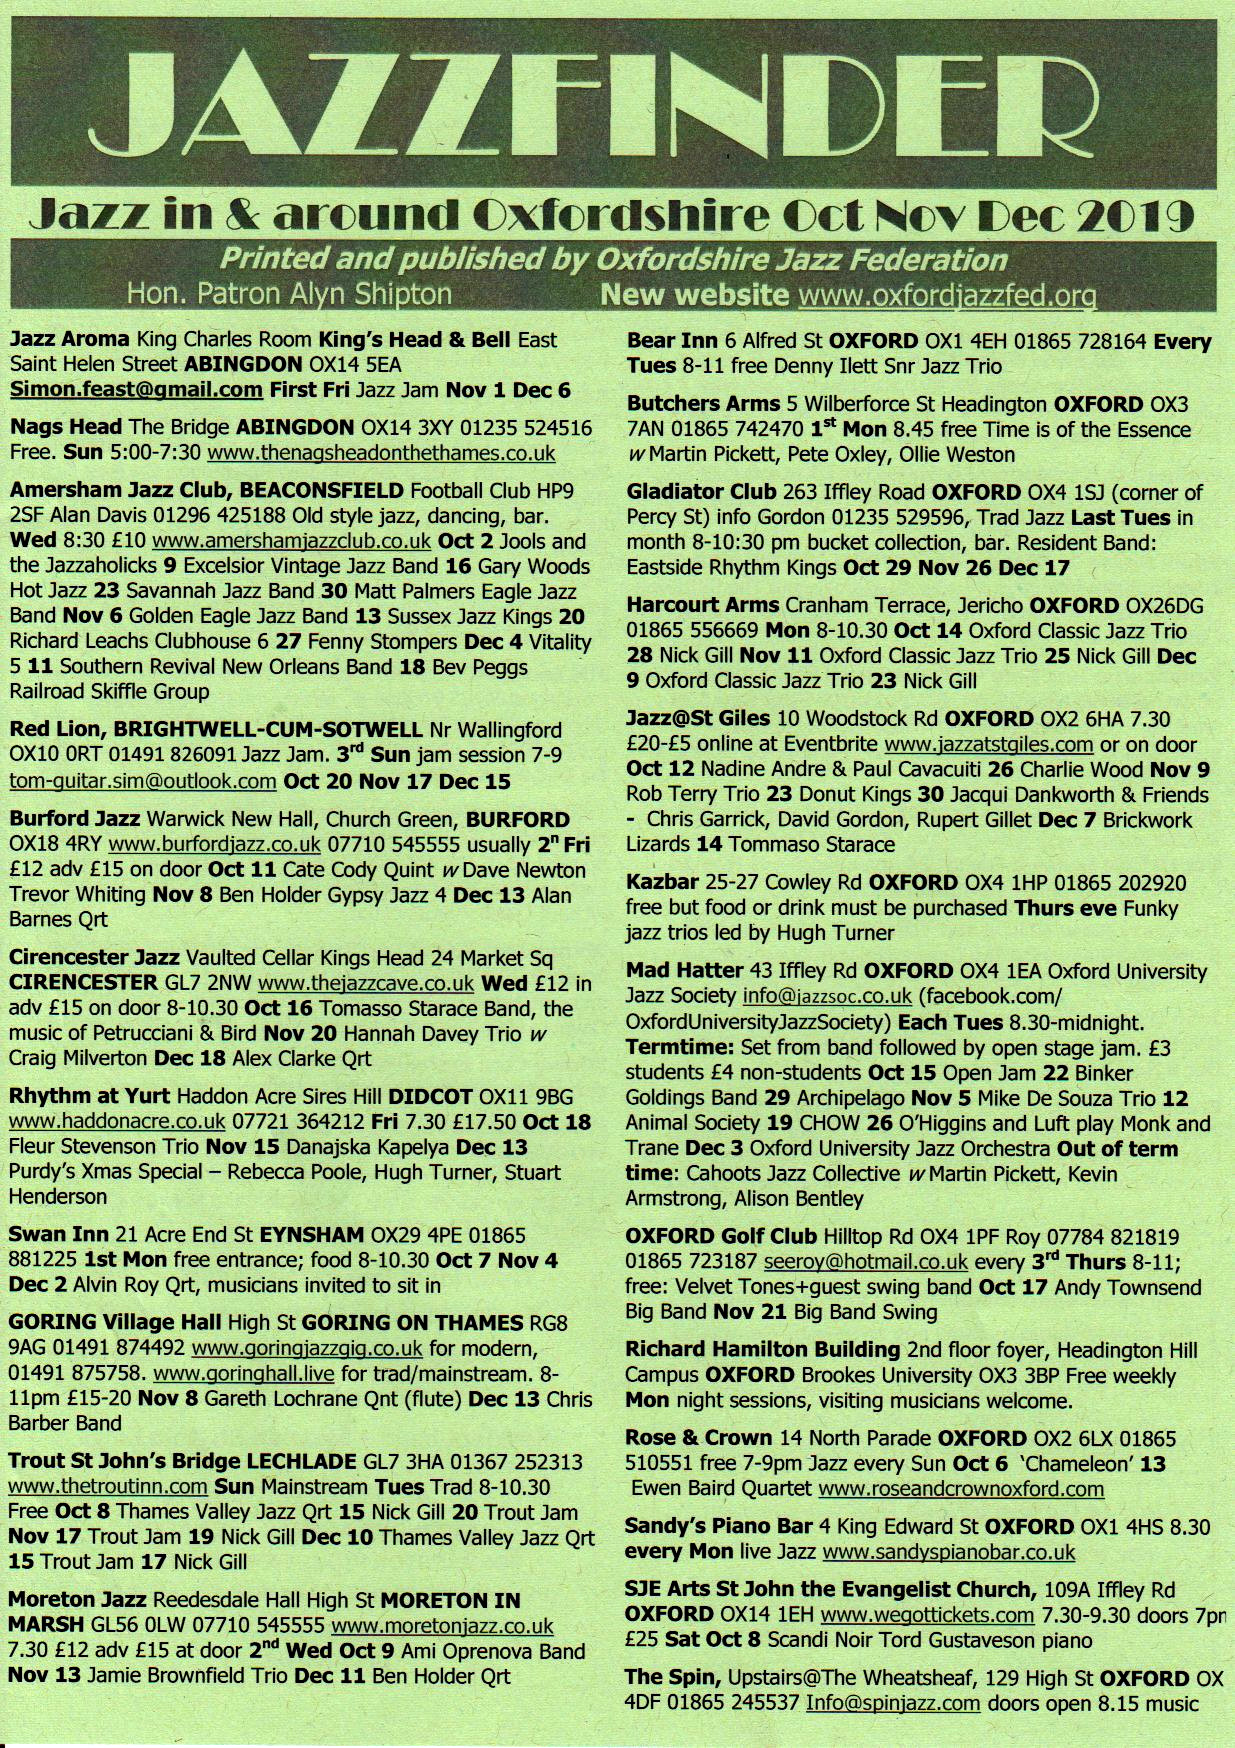 JAZZFINDER
Jazz in & around Oxfordshire Oct Nov Dec 2019
Printed and published by Oxfordshire Jazz Federation
Hon. Patron Alyn Shipton New website www.oxfordjazzfed.org
Jazz Aroma King Charles Room King's Head & Bell East
Saint Helen Street ABINGDON OX14 5EA
Simon.feast@gmail.com First Fri Jazz Jam Nov 1 Dec 6
Nags Head The Bridge ABINGDON OX14 3XY 01235 524516
Free. Sun 5:00-7:30 www.thenagsheadonthethames.co.uk
Amersham Jazz Club, BEACONSFIELD Football Club HP9
2SF Alan Davis 01296 425188 Old style jazz, dancing, bar.
Wed 8:30 £10 www.amershamjazzclub.co.uk Oct 2 Jools and
the Jazzaholicks 9 Excelsior Vintage Jazz Band 16 Gary Woods
Hot Jazz 23 Savannah Jazz Band 30 Matt Palmers Eagle Jazz
Band Nov 6 Golden Eagle Jazz Band 13 Sussex Jazz Kings 20
Richard Leachs Clubhouse 6 27 Fenny Stompers Dec 4 Vitality
5 11 Southern Revival New Orleans Band 18 Bev Peggs
Railroad Skiffle Group
Red Lion, BRIGHTWELL-CUM-SOTWELL Nr Wallingford
OX10 0RT 01491 826091 Jazz Jam. 3rd Sun jam session 7-9
tom-guitar.sim@outlook.com Oct 20 Nov 17 Dec 15
Burford Jazz Warwick New Hall, Church Green, BURFORD
OX18 4RY www.burfordjazz.co.uk 07710 545555 usually 2n Fri
£12 adv £15 on door Oct 11 Cate Cody Quint w Dave Newton
Trevor Whiting Nov 8 Ben Holder Gypsy Jazz 4 Dec 13 Alan
Barnes Qrt
Cirencester Jazz Vaulted Cellar Kings Head 24 Market Sq
CIRENCESTER GL7 2NW www.thejazzcave.co.uk Wed £12 in
adv £15 on door 8-10.30 Oct 16 Tomasso Starace Band, the
music of Petrucciani & Bird Nov 20 Hannah Davey Trio w
Craig Milverton Dec 18 Alex Clarke Qrt
Rhythm at Yurt Haddon Acre Sires Hill DIDCOT OX11 9BG
www.haddonacre.co.uk 07721 364212 Fri 7.30 £17.50 Oct 18
Fleur Stevenson Trio Nov 15 Danajska Kapelya Dec 13
Purdy's Xmas Special – Rebecca Poole, Hugh Turner, Stuart
Henderson
Swan Inn 21 Acre End St EYNSHAM OX29 4PE 01865
881225 1st Mon free entrance; food 8-10.30 Oct 7 Nov 4
Dec 2 Alvin Roy Qrt, musicians invited to sit in
GORING Village Hall High St GORING ON THAMES RG8
9AG 01491 874492 www.goringjazzgig.co.uk for modern,
01491 875758. www.goringhall.live for trad/mainstream. 8-
11pm £15-20 Nov 8 Gareth Lochrane Qnt (flute) Dec 13 Chris
Barber Band
Trout St John's Bridge LECHLADE GL7 3HA 01367 252313
www.thetroutinn.com Sun Mainstream Tues Trad 8-10.30
Free Oct 8 Thames Valley Jazz Qrt 15 Nick Gill 20 Trout Jam
Nov 17 Trout Jam 19 Nick Gill Dec 10 Thames Valley Jazz Qrt
15 Trout Jam 17 Nick Gill
Moreton Jazz Reedesdale Hall High St MORETON IN
MARSH GL56 0LW 07710 545555 www.moretonjazz.co.uk
7.30 £12 adv £15 at door 2nd Wed Oct 9 Ami Oprenova Band
Nov 13 Jamie Brownfield Trio Dec 11 Ben Holder Qrt
Bear Inn 6 Alfred St OXFORD OX1 4EH 01865 728164 Every
Tues 8-11 free Denny Ilett Snr Jazz Trio
Butchers Arms 5 Wilberforce St Headington OXFORD OX3
7AN 01865 742470 1st Mon 8.45 free Time is of the Essence
w Martin Pickett, Pete Oxley, Ollie Weston
Gladiator Club 263 Iffley Road OXFORD OX4 1SJ (corner of
Percy St) info Gordon 01235 529596, Trad Jazz Last Tues in
month 8-10:30 pm bucket collection, bar. Resident Band:
Eastside Rhythm Kings Oct 29 Nov 26 Dec 17
Harcourt Arms Cranham Terrace, Jericho OXFORD OX26DG
01865 556669 Mon 8-10.30 Oct 14 Oxford Classic Jazz Trio
28 Nick Gill Nov 11 Oxford Classic Jazz Trio 25 Nick Gill Dec
9 Oxford Classic Jazz Trio 23 Nick Gill
Jazz@St Giles 10 Woodstock Rd OXFORD OX2 6HA 7.30
£20-£5 online at Eventbrite www.jazzatstgiles.com or on door
Oct 12 Nadine Andre & Paul Cavacuiti 26 Charlie Wood Nov 9
Rob Terry Trio 23 Donut Kings 30 Jacqui Dankworth & Friends
- Chris Garrick, David Gordon, Rupert Gillet Dec 7 Brickwork
Lizards 14 Tommaso Starace
Kazbar 25-27 Cowley Rd OXFORD OX4 1HP 01865 202920
free but food or drink must be purchased Thurs eve Funky
jazz trios led by Hugh Turner
Mad Hatter 43 Iffley Rd OXFORD OX4 1EA Oxford University
Jazz Society info@jazzsoc.co.uk (facebook.com/
OxfordUniversityJazzSociety) Each Tues 8.30-midnight.
Termtime: Set from band followed by open stage jam. £3
students £4 non-students Oct 15 Open Jam 22 Binker
Goldings Band 29 Archipelago Nov 5 Mike De Souza Trio 12
Animal Society 19 CHOW 26 O'Higgins and Luft play Monk and
Trane Dec 3 Oxford University Jazz Orchestra Out of term
time: Cahoots Jazz Collective w Martin Pickett, Kevin
Armstrong, Alison Bentley
OXFORD Golf Club Hilltop Rd OX4 1PF Roy 07784 821819
01865 723187 seeroy@hotmail.co.uk every 3rd Thurs 8-11;
free: Velvet Tones+guest swing band Oct 17 Andy Townsend
Big Band Nov 21 Big Band Swing
Richard Hamilton Building 2nd floor foyer, Headington Hill
Campus OXFORD Brookes University OX3 3BP Free weekly
Mon night sessions, visiting musicians welcome.
Rose & Crown 14 North Parade OXFORD OX2 6LX 01865
510551 free 7-9pm Jazz every Sun Oct 6 'Chameleon' 13
Ewen Baird Quartet www.roseandcrownoxford.com
Sandy's Piano Bar 4 King Edward St OXFORD OX1 4HS 8.30
every Mon live Jazz www.sandyspianobar.co.uk
SJE Arts St John the Evangelist Church, 109A Iffley Rd
OXFORD OX14 1EH www.wegottickets.com 7.30-9.30 doors 7pm
£25 Sat Oct 8 Scandi Noir Tord Gustaveson piano
The Spin, Upstairs@The Wheatsheaf, 129 High St OXFORD OX
4DF 01865 245537 Info@spinjazz.com doors open 8.15 music